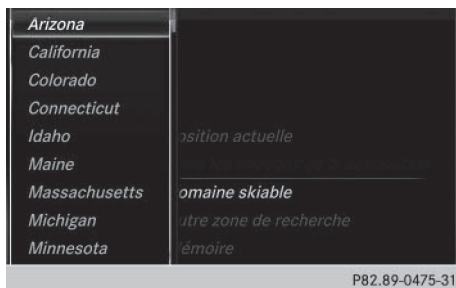 Arizona
California
Colorado
Connecticut
Idaho
osition actuelle
Maine
Massachusetts
omaine skiable
Michigan
utre zone de recherche
Minnesota
émoire
P82.89-0475-31